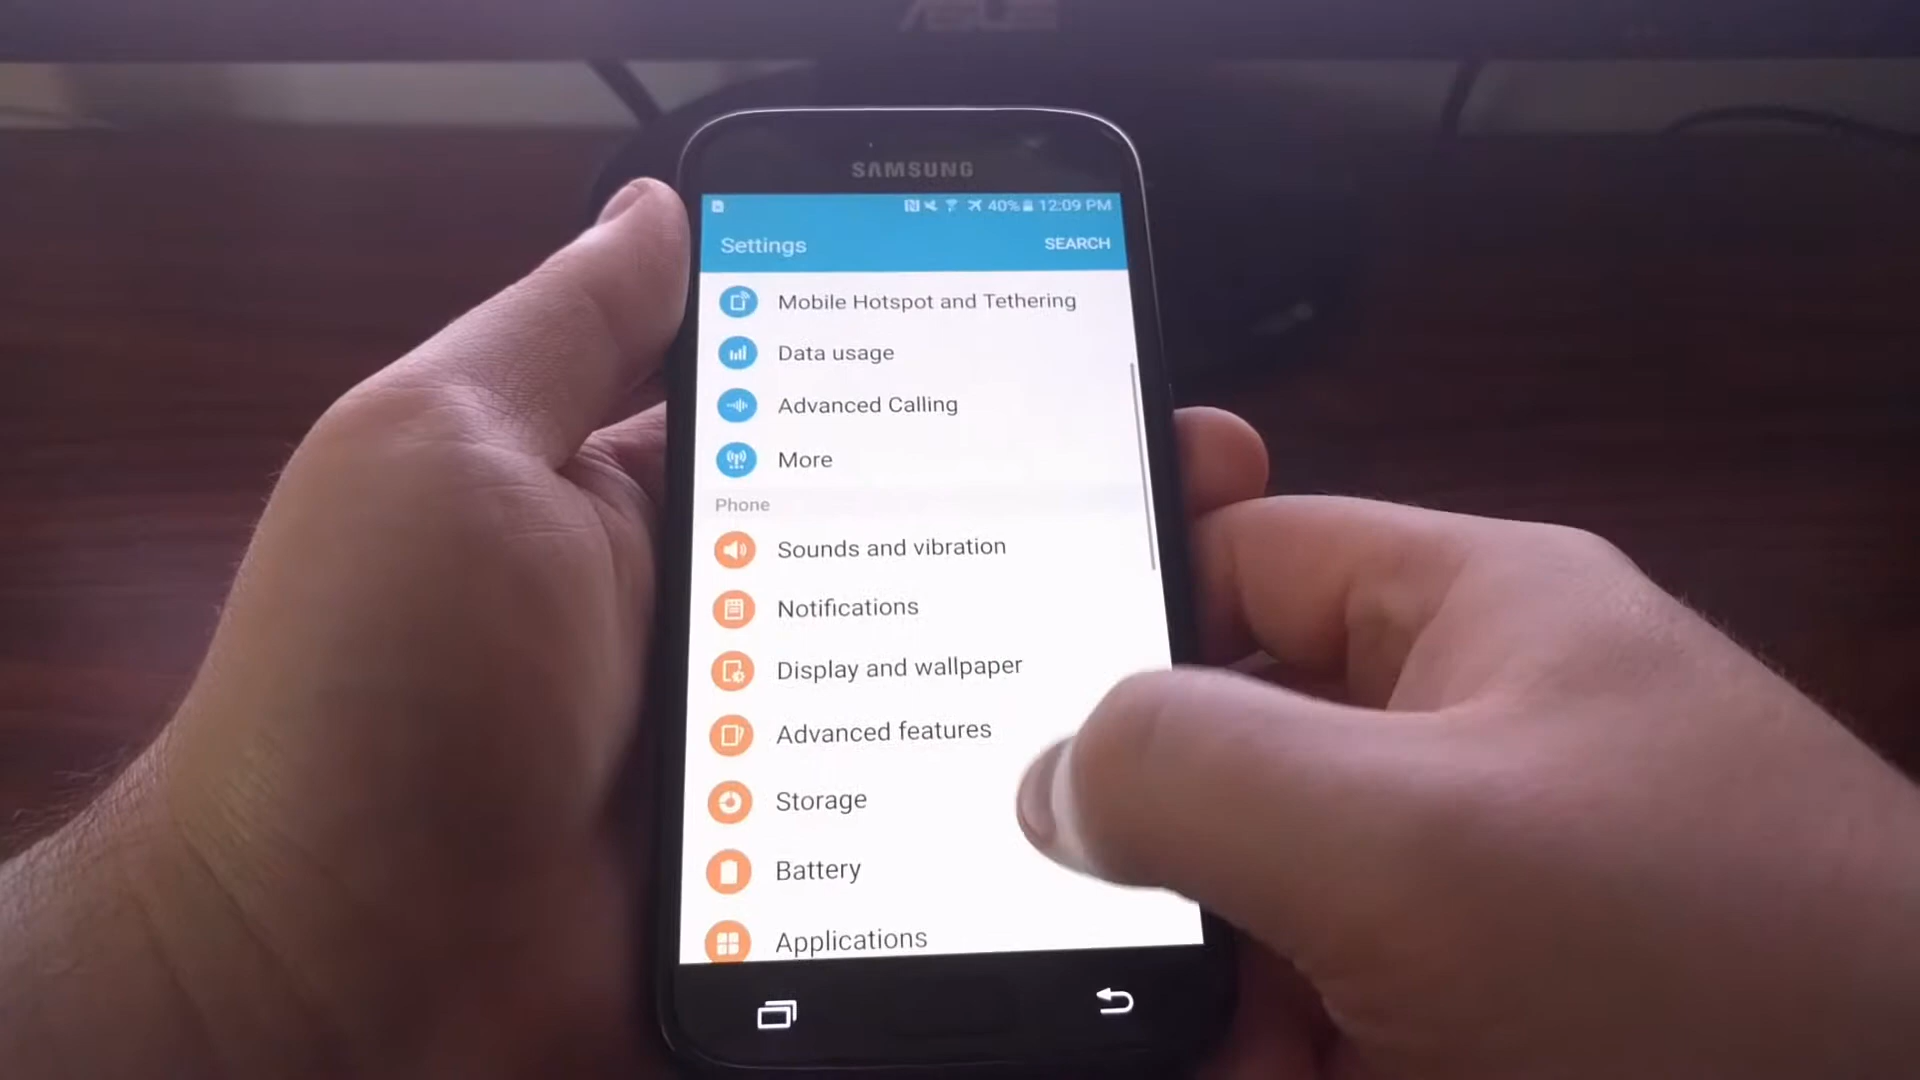 ASUS
SAMSUNG
40% 12:09 PM
Settings SEARCH
Mobile Hotspot and Tethering
Data usage
Advanced Calling
More
Phone
Sounds and vibration
Notifications
Display and wallpaper
Advanced features
Storage
Battery
Applications